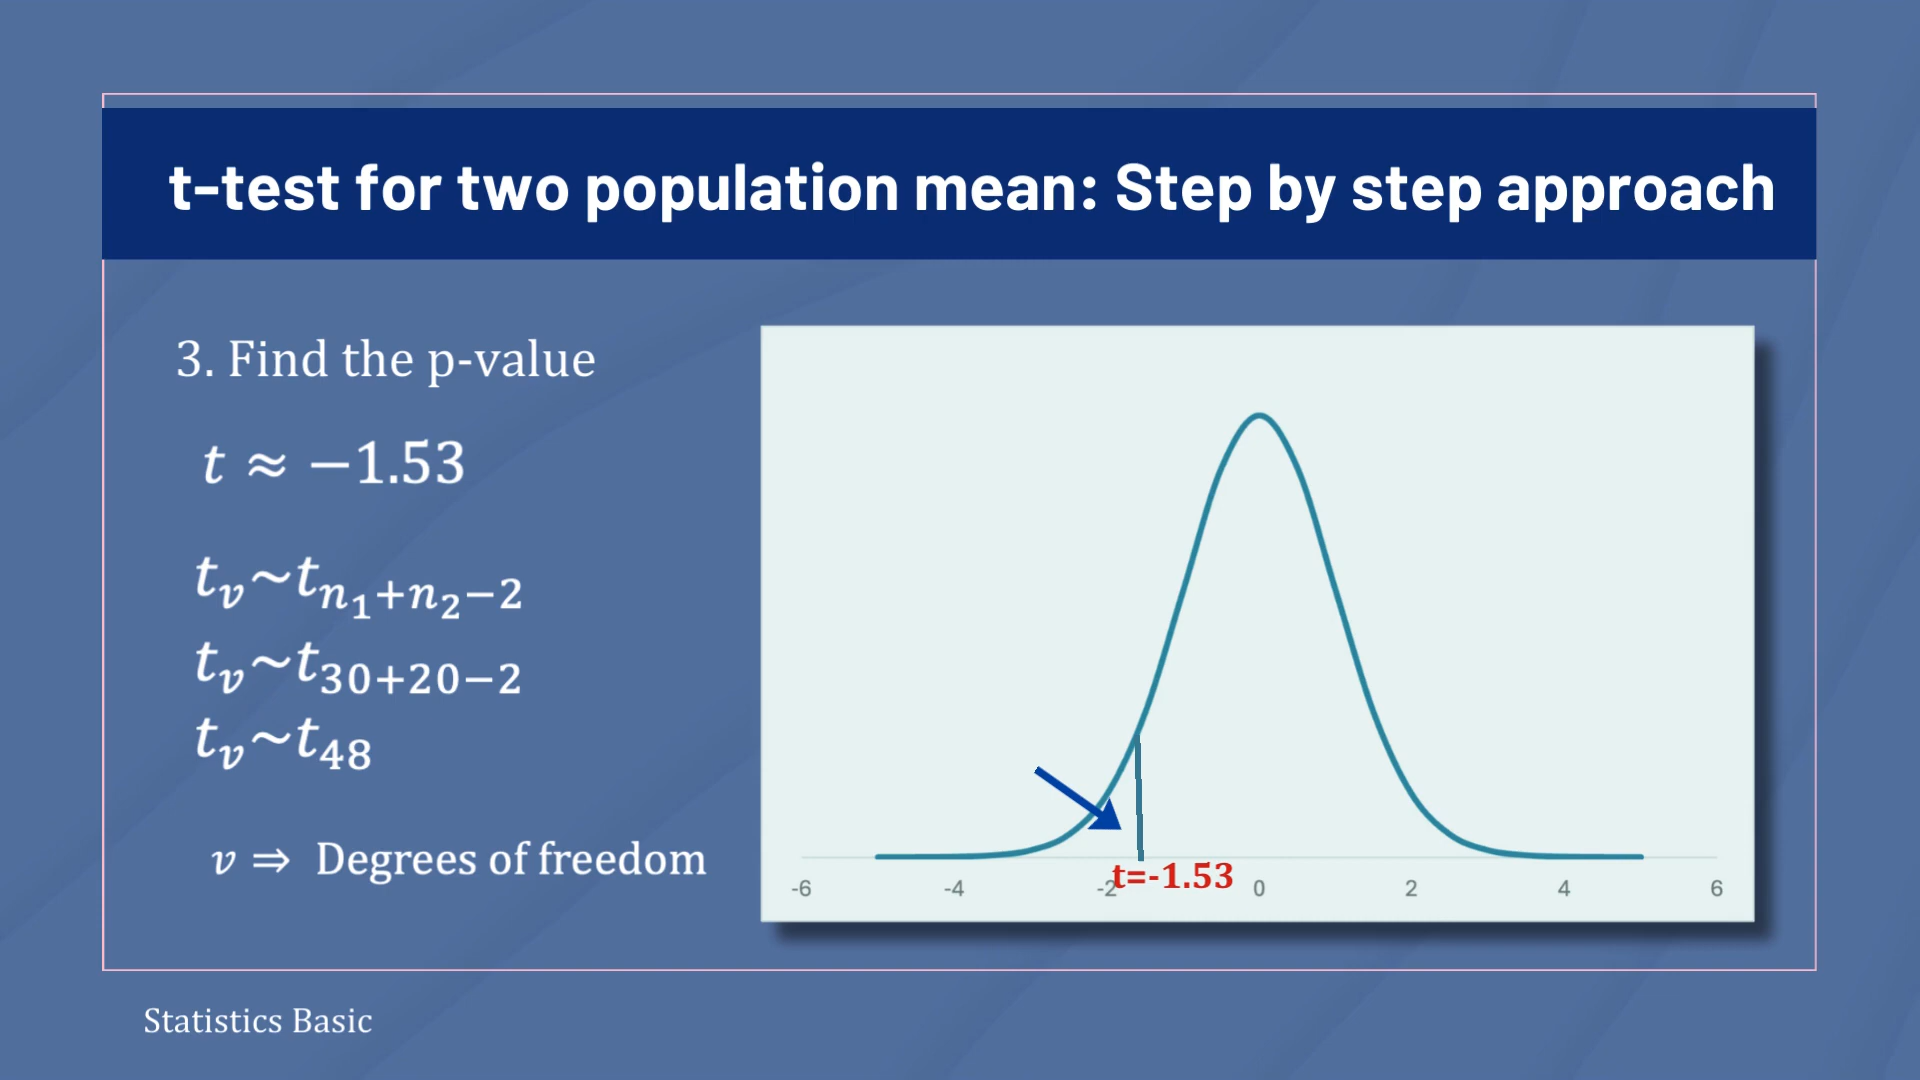 t-test for two population mean: Step by step approach
3. Find the p-value
t ≈ −1.53
t_v~t_{n_1+n_2−2}
t_v~t_{30+20−2}
t_v~t_{48}
v ⇒ Degrees of freedom
t=-1.53
-6 -4 -2 0 2 4 6
Statistics Basic